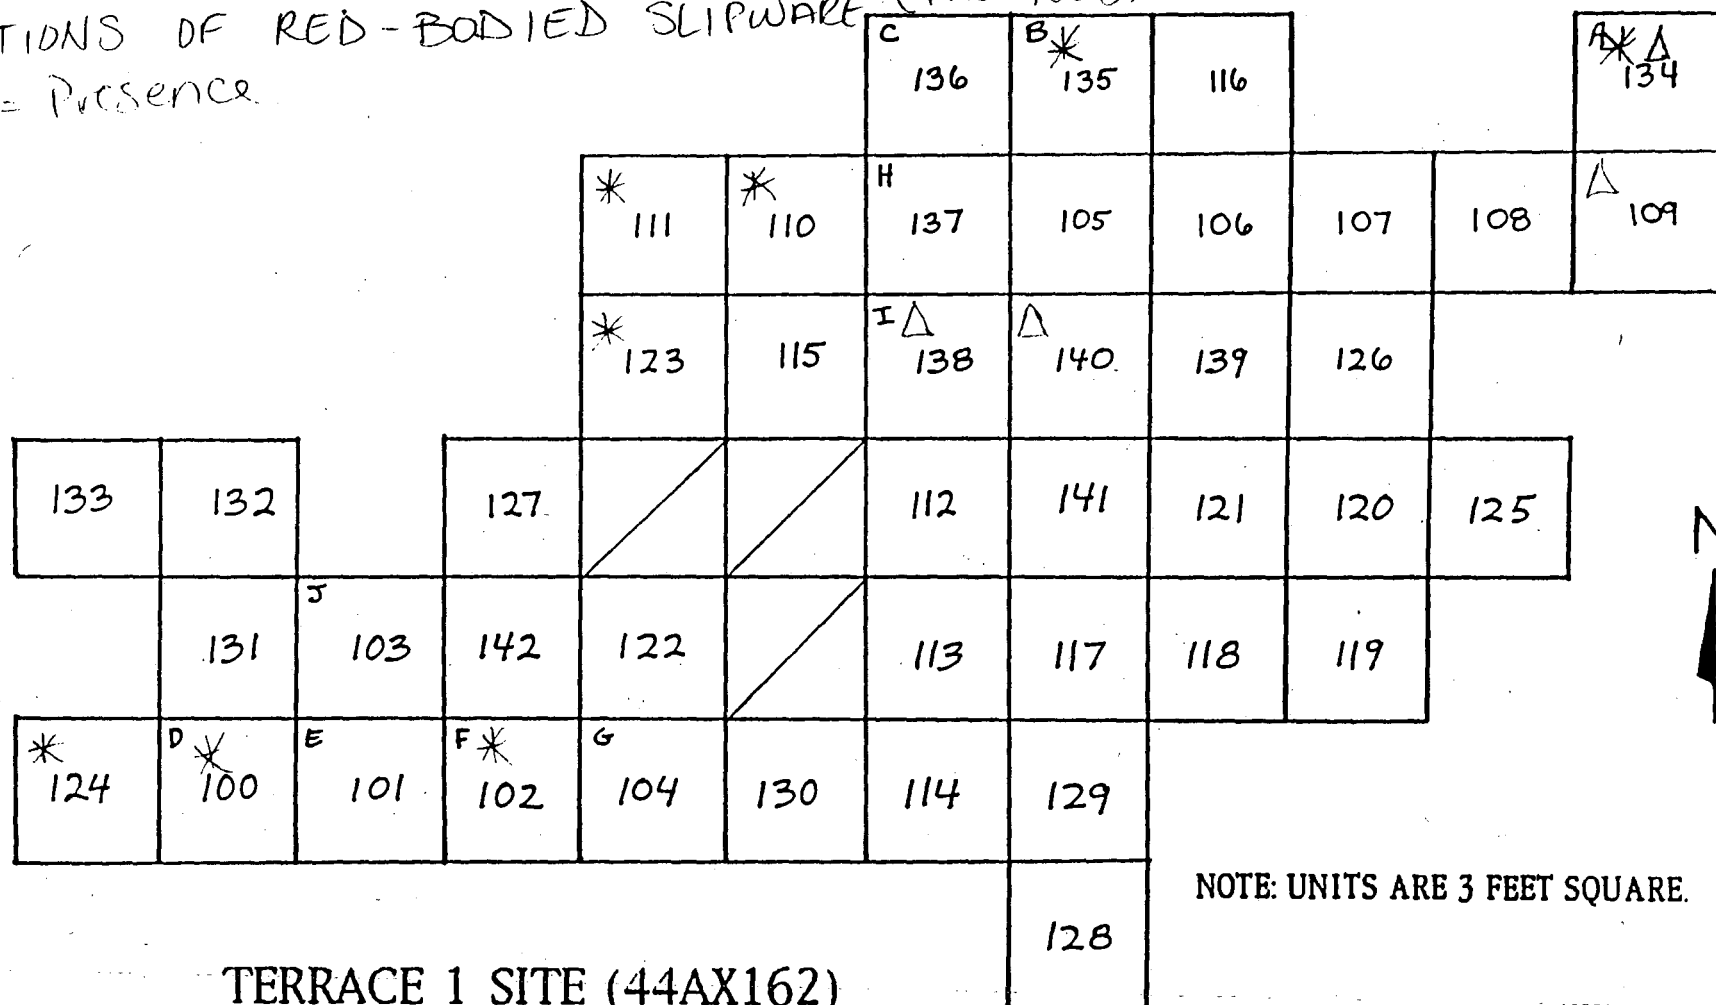 TIONS OF RED-BODIED SLIPWARE
= Presence
C B * A * Δ
136 135 116 134
* * H Δ
111 110 137 105 106 107 108 109
* I Δ Δ
123 115 138 140 139 126
133 132 127 112 141 121 120 125
J
131 103 142 122 113 117 118 119
* D * E F * G
124 100 101 102 104 130 114 129
NOTE: UNITS ARE 3 FEET SQUARE.
128
TERRACE 1 SITE (44AX162)